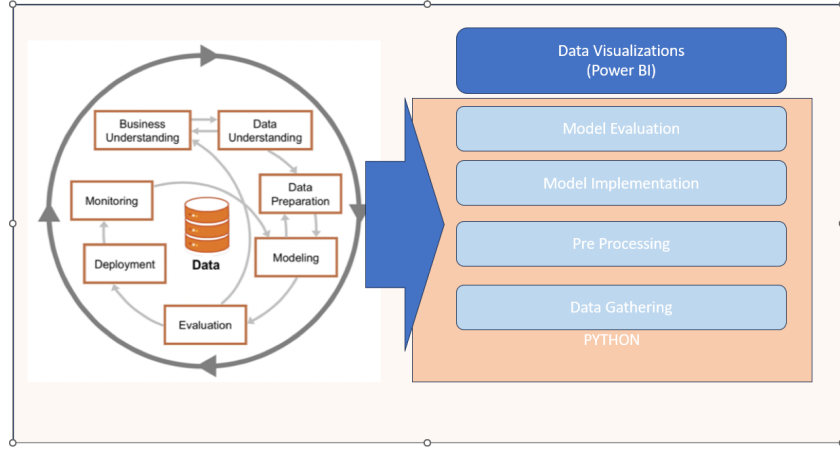 Business
Understanding
Data
Understanding
Monitoring
Data
Preparation
Data
Deployment
Modeling
Evaluation
Data Visualizations
(Power BI)
Model Evaluation
Model Implementation
Pre Processing
Data Gathering
PYTHON